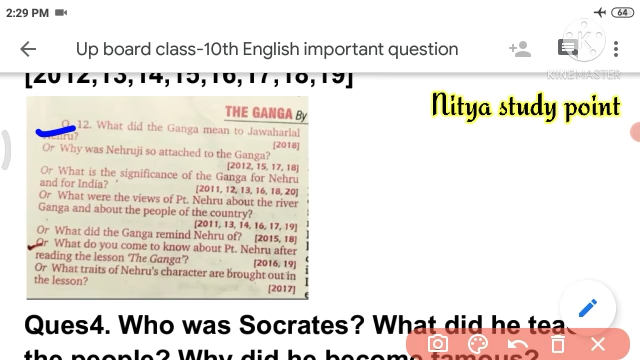 2:29 PM
64
Up board class-10th English important question
KINEMASTER
[2012,13,14,15,16,17,18,19]
Nitya study point
THE GANGA By
Q. 12. What did the Ganga mean to Jawaharlal
Nehru? [2018]
Or Why was Nehruji so attached to the Ganga?
[2012, 15, 17, 18]
Or What is the significance of the Ganga for Nehru
and for India? [2011, 12, 13, 16, 18, 20]
Or What were the views of Pt. Nehru about the river
Ganga and about the people of the country?
[2011, 13, 14, 16, 17, 19]
Or What did the Ganga remind Nehru of? [2015, 18]
Or What do you come to know about Pt. Nehru after
reading the lesson 'The Ganga'? [2016, 19]
Or What traits of Nehru's character are brought out in
the lesson? [2017]
Ques4. Who was Socrates? What did he
the people? Why did he become famous?